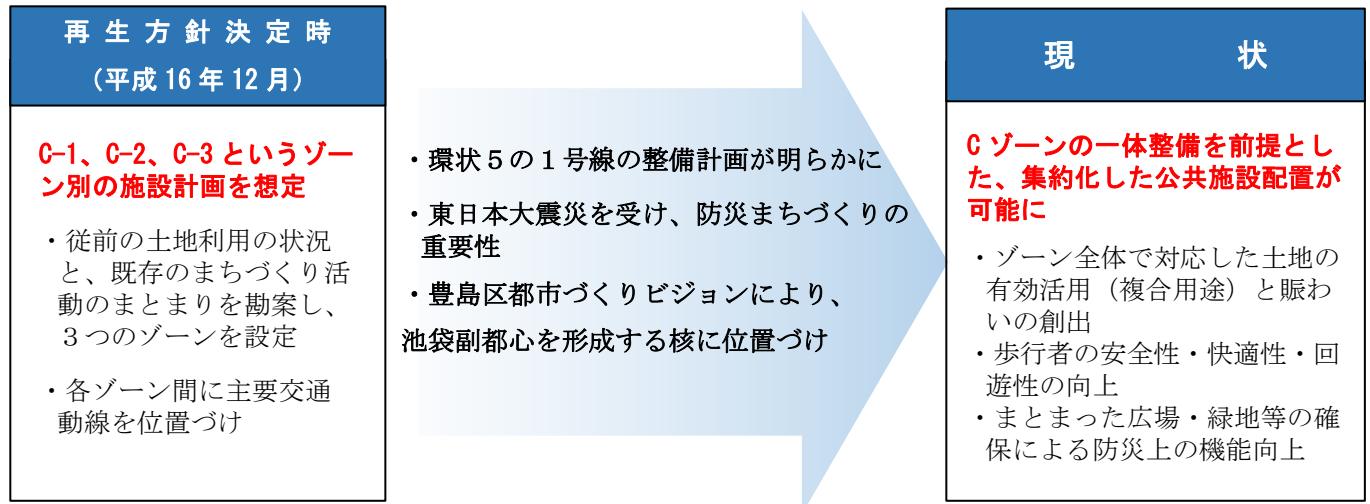 再生方針決定時
（平成16年12月）
C-1、C-2、C-3というゾー
ン別の施設計画を想定
・従前の土地利用の状況
と、既存のまちづくり活
動のまとまりを勘案し、
３つのゾーンを設定
・各ゾーン間に主要交通
動線を位置づけ
・環状５の１号線の整備計画が明らかに
・東日本大震災を受け、防災まちづくりの
重要性
・豊島区都市づくりビジョンにより、
池袋副都心を形成する核に位置づけ
現状
Cゾーンの一体整備を前提とし
た、集約化した公共施設配置が
可能に
・ゾーン全体で対応した土地の
有効活用（複合用途）と賑わ
いの創出
・歩行者の安全性・快適性・回
遊性の向上
・まとまった広場・緑地等の確
保による防災上の機能向上